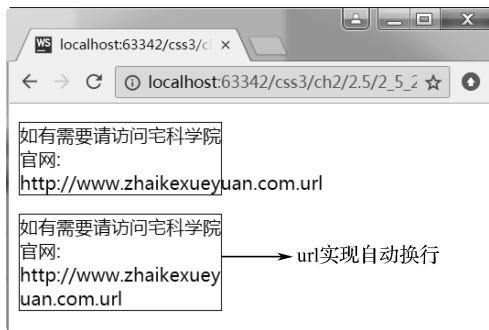 WS localhost:63342/css3/cl ×
localhost:63342/css3/ch2/2.5/2_5_2
如有需要请访问宅科学院
官网:
http://www.zhaikexueyuan.com.url
如有需要请访问宅科学院
官网:
http://www.zhaikexuey
uan.com.url
url实现自动换行